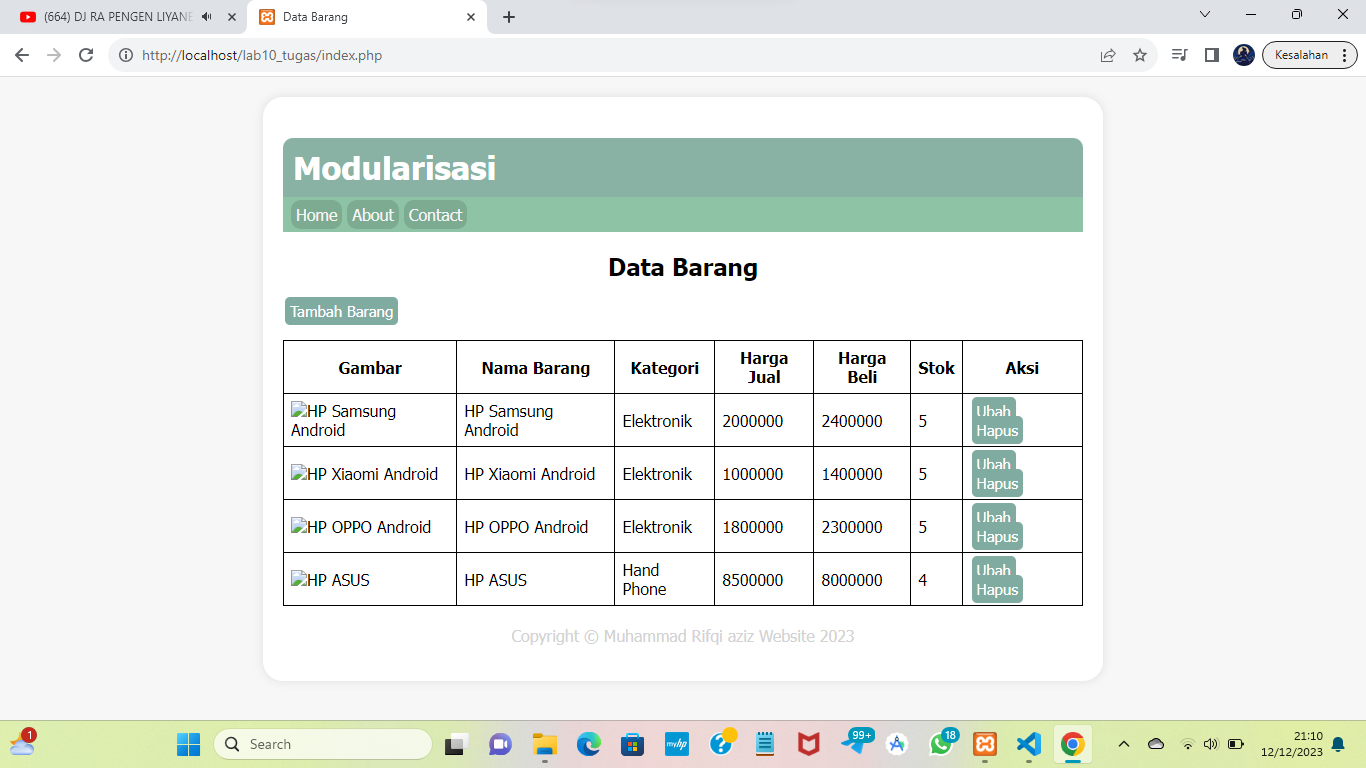 (664) DJ RA PENGEN LIYANE
Data Barang
http://localhost/lab10_tugas/index.php
Kesalahan
Modularisasi
Home About Contact
Data Barang
Tambah Barang
Gambar Nama Barang Kategori Harga Jual Harga Beli Stok Aksi
HP Samsung Android HP Samsung Android Elektronik 2000000 2400000 5 Ubah Hapus
HP Xiaomi Android HP Xiaomi Android Elektronik 1000000 1400000 5 Ubah Hapus
HP OPPO Android HP OPPO Android Elektronik 1800000 2300000 5 Ubah Hapus
HP ASUS HP ASUS Hand Phone 8500000 8000000 4 Ubah Hapus
Copyright © Muhammad Rifqi aziz Website 2023
1
Search
myhp
99+
18
21:10
12/12/2023